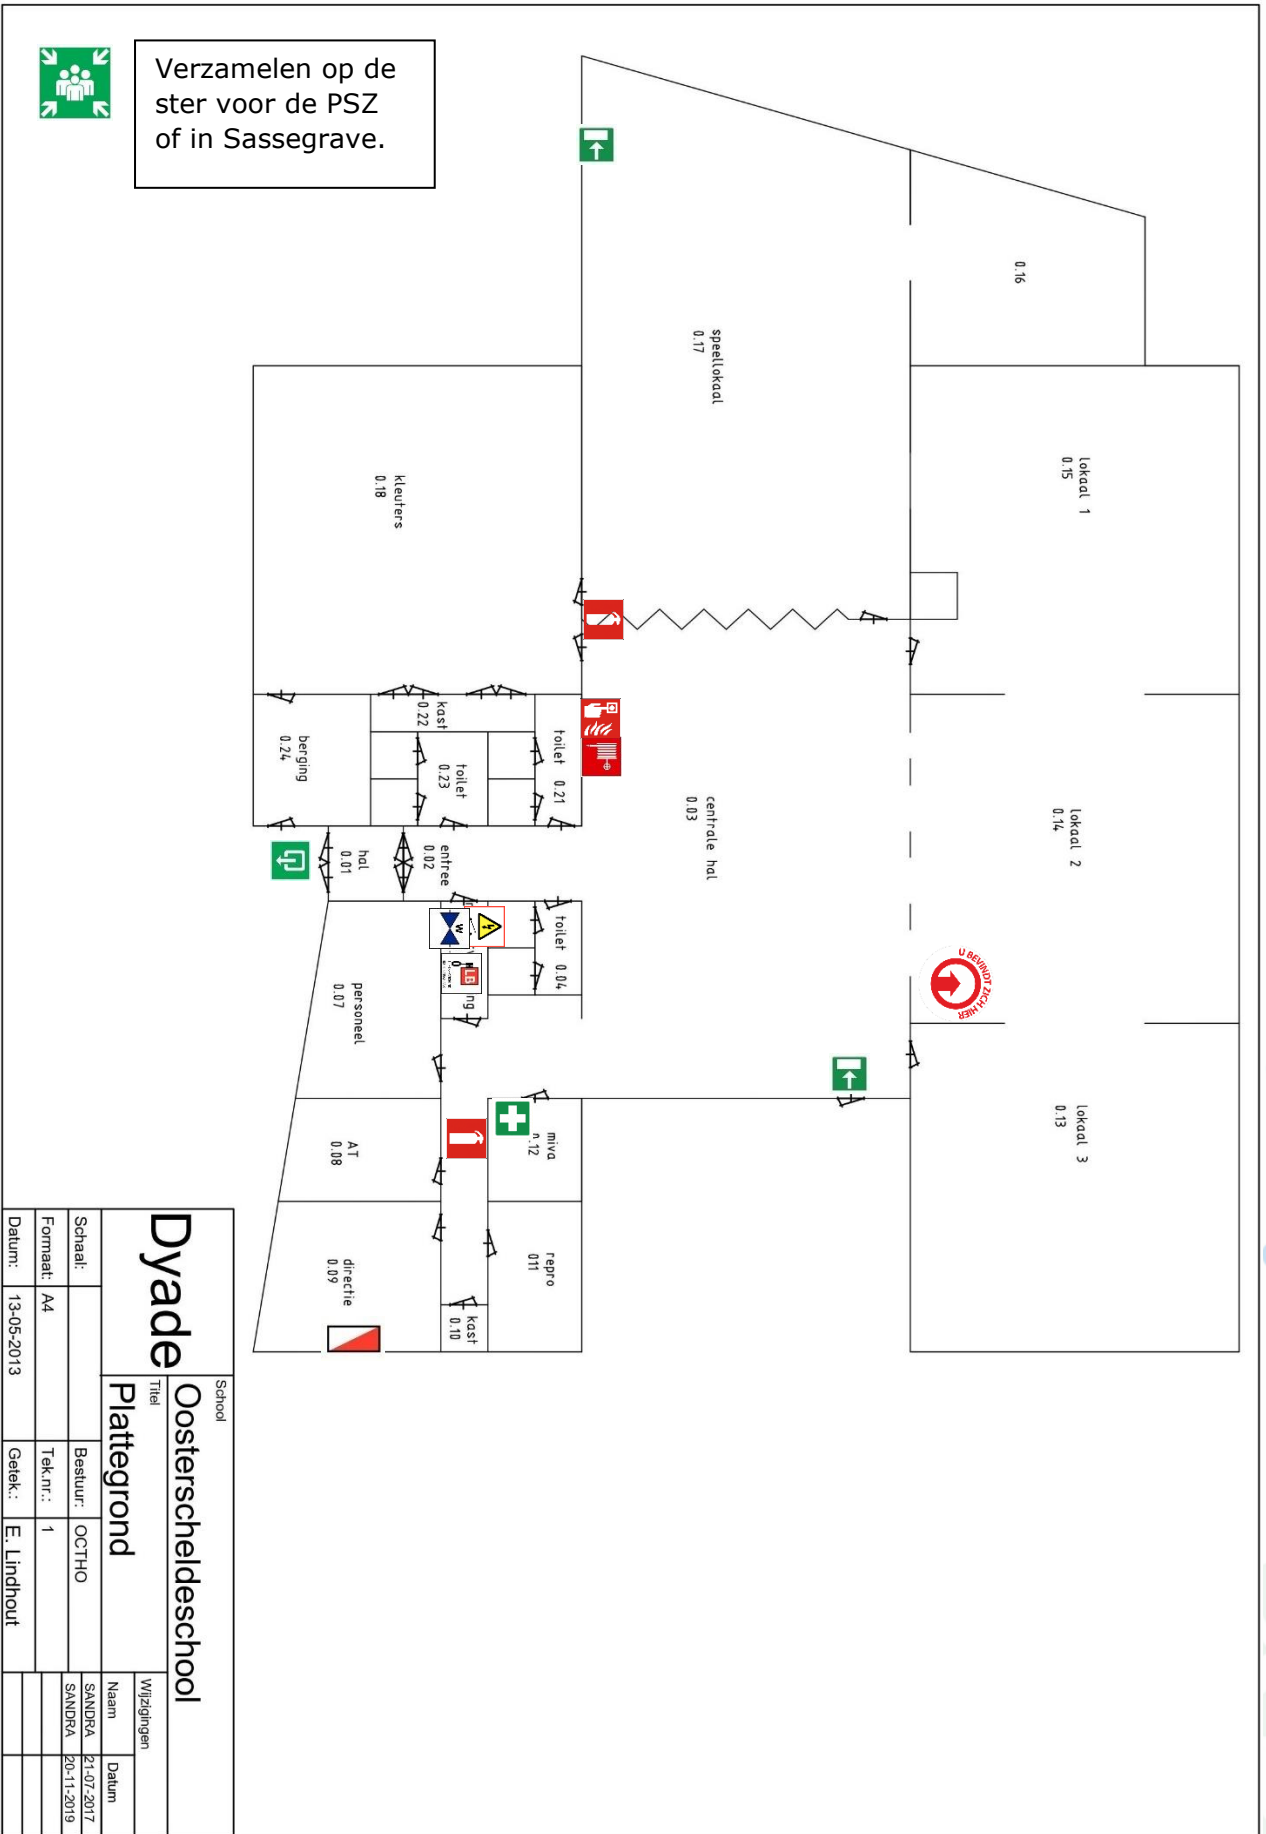 Verzamelen op de
ster voor de PSZ
of in Sassegrave.
0.16
speellokaal
0.17
lokaal 1
0.15
kleuters
0.18
kast
0.22
toilet 0.21
toilet
0.23
berging
0.24
centrale hal
0.03
lokaal 2
0.14
hal
0.01
entree
0.02
toilet 0.04
W
ng
U BEVINDT ZICH HIER
personeel
0.07
lokaal 3
0.13
miva
0.12
AT
0.08
repro
011
directie
0.09
kast
0.10
Dyade
School
Oosterscheldeschool
Titel
Plattegrond
Wijzigingen
Naam Datum
SANDRA 21-07-2017
SANDRA 20-11-2019
Schaal:
Bestuur: OCTHO
Formaat: A4
Tek.nr.: 1
Datum: 13-05-2013
Getek.: E. Lindhout